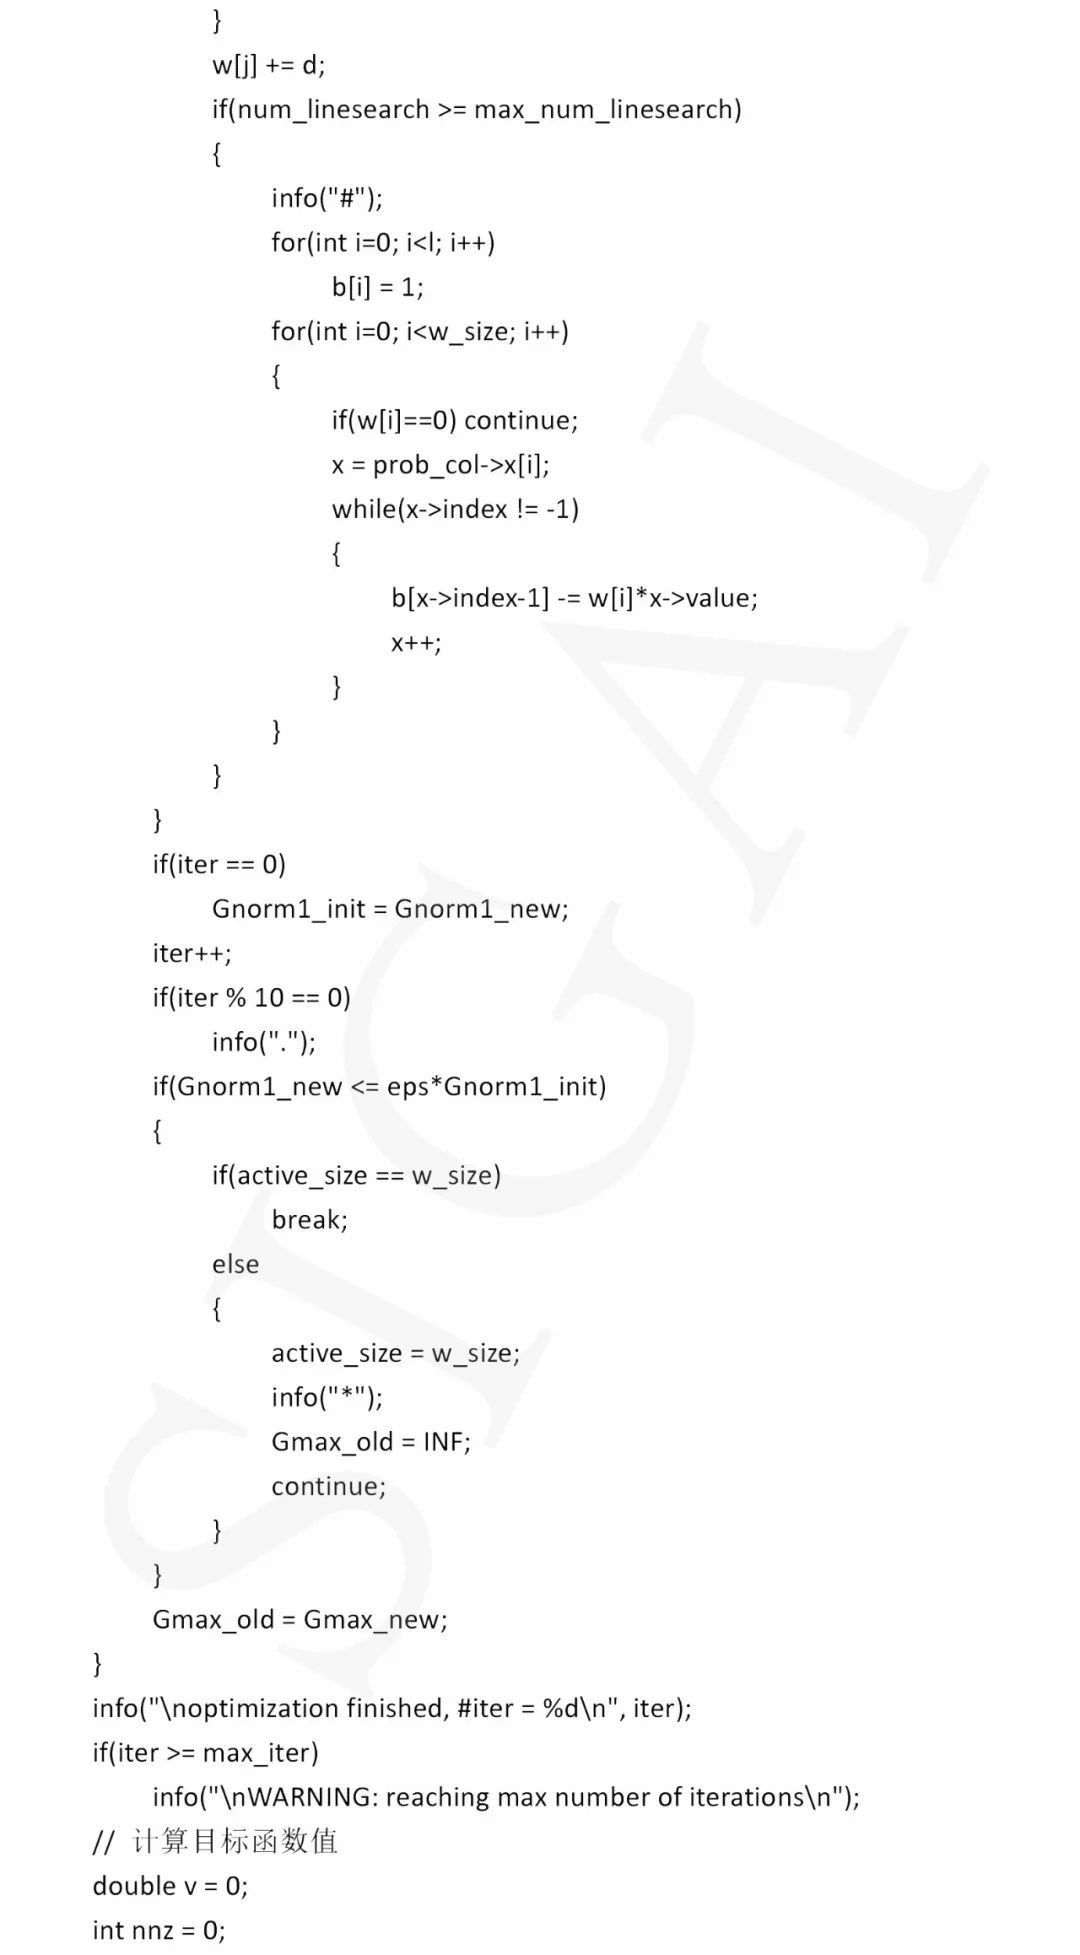 }
w[j] += d;
if(num_linesearch >= max_num_linesearch)
{
info("#");
for(int i=0; i<l; i++)
b[i] = 1;
for(int i=0; i<w_size; i++)
{
if(w[i]==0) continue;
x = prob_col->x[i];
while(x->index != -1)
{
b[x->index-1] -= w[i]*x->value;
x++;
}
}
}
}
if(iter == 0)
Gnorm1_init = Gnorm1_new;
iter++;
if(iter % 10 == 0)
info(".");
if(Gnorm1_new <= eps*Gnorm1_init)
{
if(active_size == w_size)
break;
else
{
active_size = w_size;
info("*");
Gmax_old = INF;
continue;
}
}
Gmax_old = Gmax_new;
}
info("\noptimization finished, #iter = %d\n", iter);
if(iter >= max_iter)
info("\nWARNING: reaching max number of iterations\n");
// 计算目标函数值
double v = 0;
int nnz = 0;
SIGAI